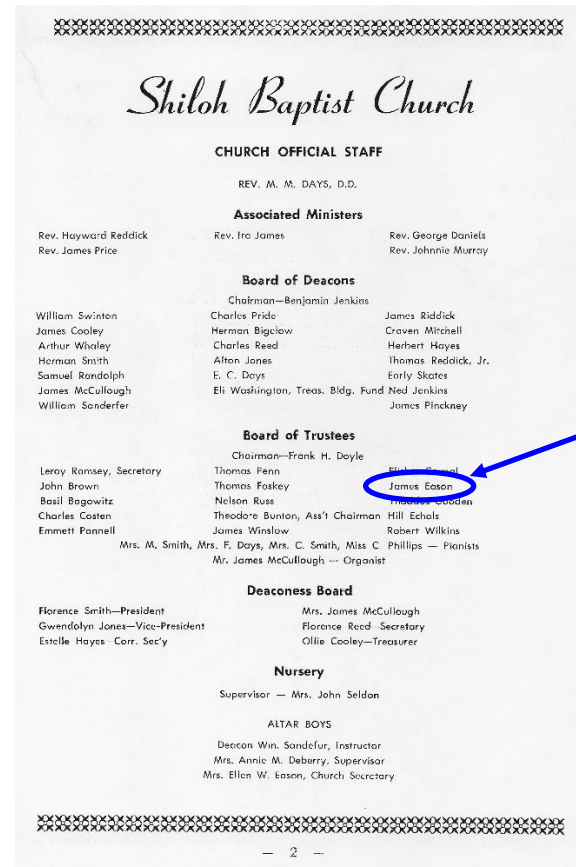 Shiloh Baptist Church
CHURCH OFFICIAL STAFF
REV. M. M. DAYS, D.D.
Associated Ministers
Rev. Hayward Reddick Rev. Ira James Rev. George Daniels
Rev. James Price Rev. Johnnie Murray
Board of Deacons
Chairman—Benjamin Jenkins
William Swinton Charles Pride James Riddick
James Cooley Herman Bigelow Craven Mitchell
Arthur Whaley Charles Reed Herbert Hayes
Herman Smith Alton Jones Thomas Reddick, Jr.
Samuel Randolph E. C. Days Early Skates
James McCullough Eli Washington, Treas. Bldg. Fund Ned Jenkins
William Sanderfer James Pinckney
Board of Trustees
Chairman—Frank H. Doyle
Leroy Ramsey, Secretary Thomas Penn
John Brown Thomas Foskey James Eason
Basil Bagowitz Nelson Russ
Charles Costen Theodore Bunton, Ass't Chairman Hill Echols
Emmett Pannell James Winslow Robert Wilkins
Mrs. M. Smith, Mrs. F. Days, Mrs. C. Smith, Miss C. Phillips — Pianists
Mr. James McCullough — Organist
Deaconess Board
Florence Smith—President Mrs. James McCullough
Gwendolyn Jones—Vice-President Florence Reed—Secretary
Estelle Hayes—Corr. Sec'y Ollie Cooley—Treasurer
Nursery
Supervisor — Mrs. John Seldon
ALTAR BOYS
Deacon Wm. Sandefur, Instructor
Mrs. Annie M. Deberry, Supervisor
Mrs. Ellen W. Eason, Church Secretary
— 2 —